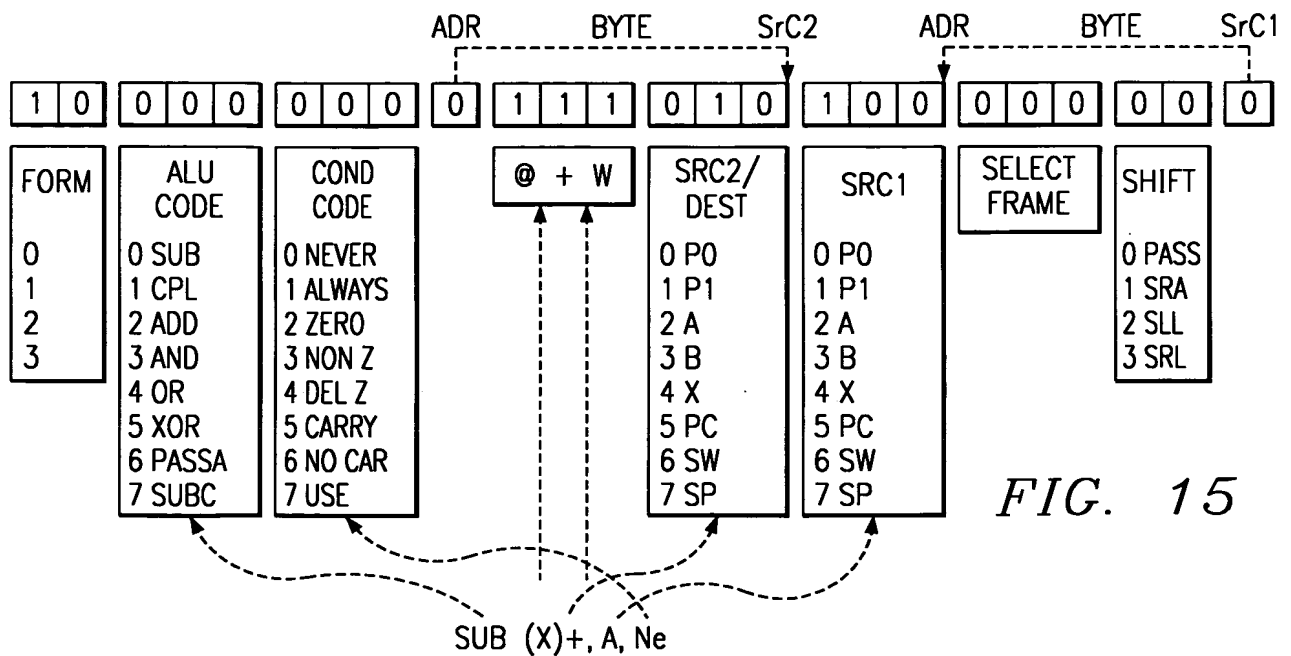 ADR BYTE SrC2 ADR BYTE SrC1
1 0 0 0 0 0 0 0 0 1 1 1 0 1 0 1 0 0 0 0 0 0 0 0
FORM
0
1
2
3
ALU
CODE
0 SUB
1 CPL
2 ADD
3 AND
4 OR
5 XOR
6 PASSA
7 SUBC
COND
CODE
0 NEVER
1 ALWAYS
2 ZERO
3 NON Z
4 DEL Z
5 CARRY
6 NO CAR
7 USE
@ + W
SRC2/
DEST
0 P0
1 P1
2 A
3 B
4 X
5 PC
6 SW
7 SP
SRC1
0 P0
1 P1
2 A
3 B
4 X
5 PC
6 SW
7 SP
SELECT
FRAME
SHIFT
0 PASS
1 SRA
2 SLL
3 SRL
FIG. 15
SUB (X)+, A, Ne